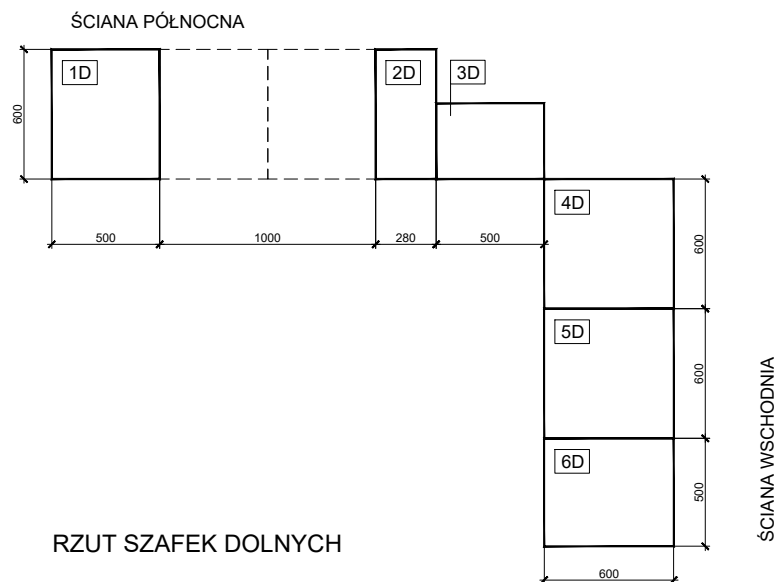 ŚCIANA PÓŁNOCNA
1D
2D
3D
600
500
1000
280
500
4D
600
5D
600
6D
500
600
ŚCIANA WSCHODNIA
RZUT SZAFEK DOLNYCH